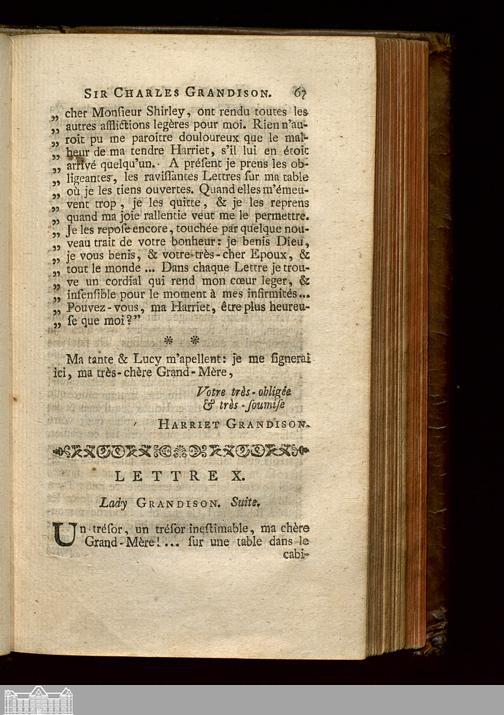 SIR CHARLES GRANDISON. 67
„ cher Monſieur Shirley, ont rendu toutes les
„ autres afflictions legères pour moi. Rien n'au-
„ roit pu me paroitre douloureux que le mal-
„ heur de ma tendre Harriet, s'il lui en étoit
„ arrivé quelqu'un. A préſent je prens les ob-
„ ligeantes, les raviſſantes Lettres ſur ma table
„ où je les tiens ouvertes. Quand elles m'émeu-
„ vent trop, je les quitte, & je les reprens
„ quand ma joie rallentie veut me le permettre.
„ Je les repoſe encore, touchée par quelque nou-
„ veau trait de votre bonheur: je benis Dieu,
„ je vous benis, & votre très-cher Epoux, &
„ tout le monde ... Dans chaque Lettre je trou-
„ ve un cordial qui rend mon cœur leger, &
„ inſenſible pour le moment à mes infirmités...
„ Pouvez-vous, ma Harriet, être plus heureu-
„ ſe que moi?"
* *
Ma tante & Lucy m'apellent: je me ſignerai
ici, ma très-chère Grand-Mère,
Votre très-obligée
& très-ſoumiſe
HARRIET GRANDISON.
LETTRE X.
Lady GRANDISON. Suite.
Un tréſor, un tréſor ineſtimable, ma chère
Grand-Mère!... ſur une table dans le
cabi-